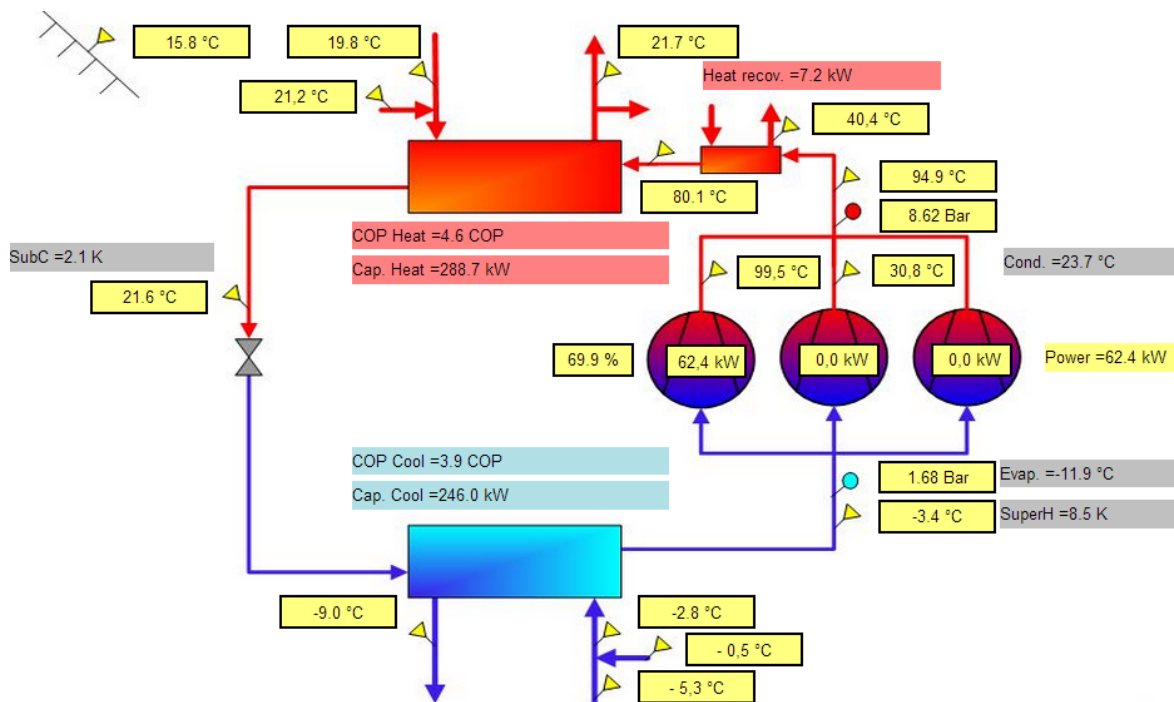 15.8 °C
19.8 °C
21.7 °C
Heat recov. =7.2 kW
21,2 °C
40,4 °C
94.9 °C
80.1 °C
8.62 Bar
COP Heat =4.6 COP
SubC =2.1 K
Cap. Heat =288.7 kW
99,5 °C
30,8 °C
Cond. =23.7 °C
21.6 °C
69.9 %
62,4 kW
0,0 kW
0,0 kW
Power =62.4 kW
COP Cool =3.9 COP
1.68 Bar
Evap. =-11.9 °C
Cap. Cool =246.0 kW
-3.4 °C
SuperH =8.5 K
-9.0 °C
-2.8 °C
- 0,5 °C
- 5,3 °C